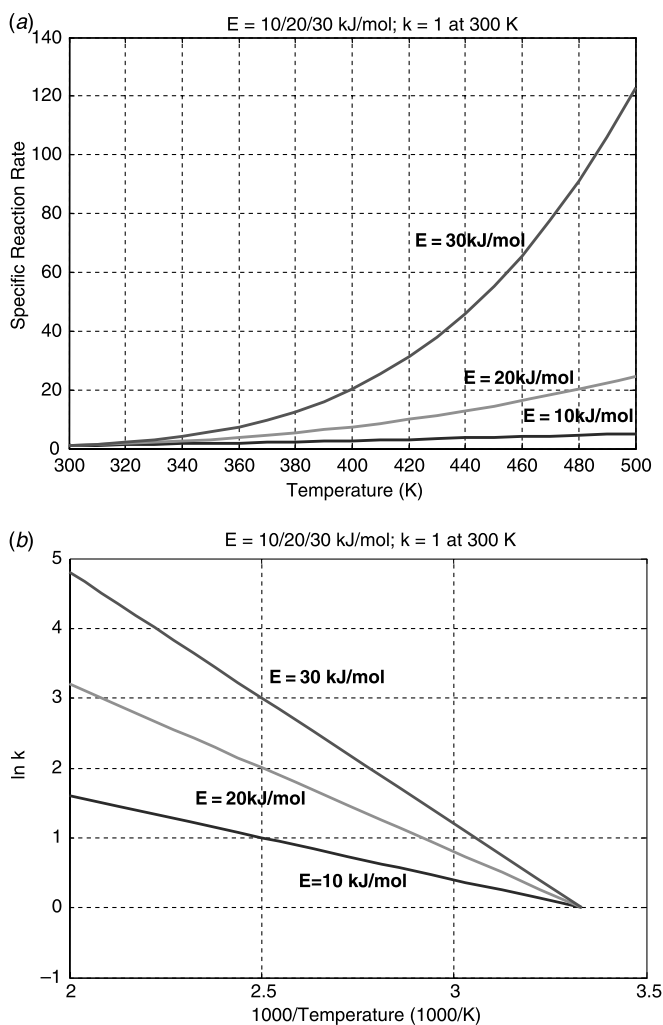 (a)
E = 10/20/30 kJ/mol; k = 1 at 300 K
140
120
100
80
60
40
20
0
Specific Reaction Rate
E = 30kJ/mol
E = 20kJ/mol
E = 10kJ/mol
300 320 340 360 380 400 420 440 460 480 500
Temperature (K)
(b)
E = 10/20/30 kJ/mol; k = 1 at 300 K
5
4
3
2
1
0
–1
ln k
E = 30 kJ/mol
E = 20kJ/mol
E=10 kJ/mol
2 2.5 3 3.5
1000/Temperature (1000/K)